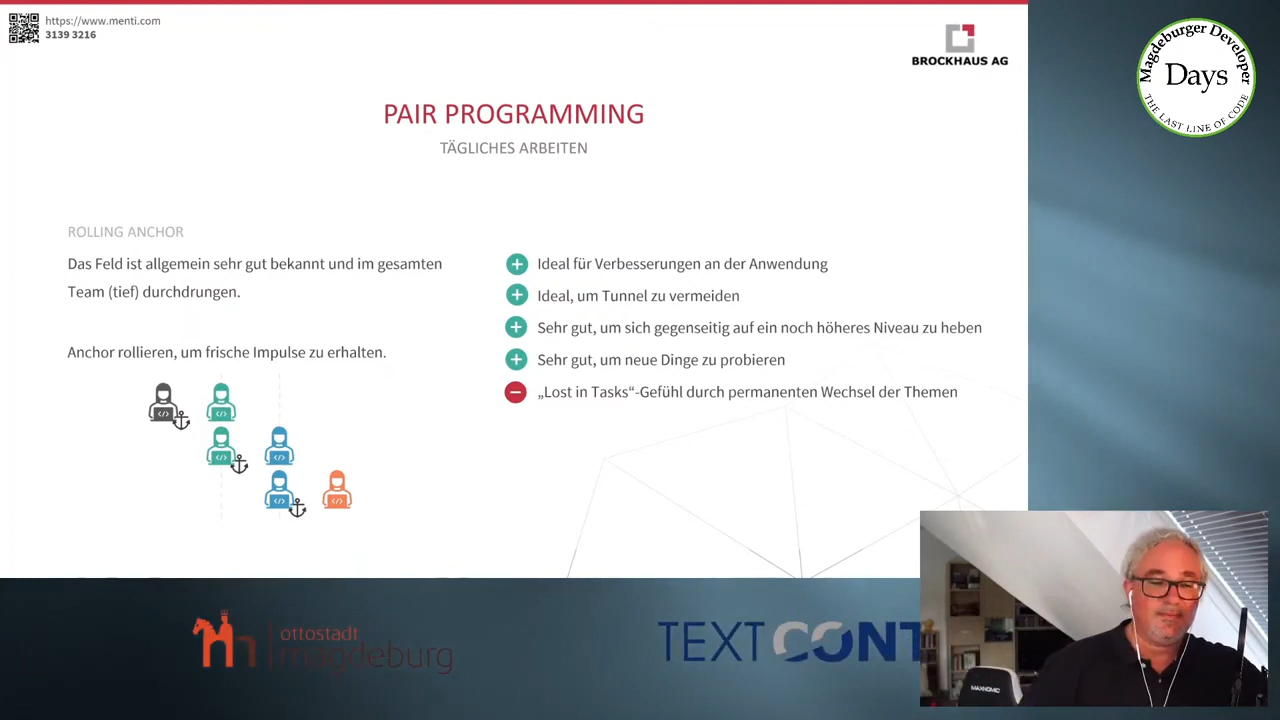 https://www.menti.com
3139 3216
BROCKHAUS AG
Magdeburger Developer
Days
THE LAST LINE OF CODE
PAIR PROGRAMMING
TÄGLICHES ARBEITEN
ROLLING ANCHOR
Das Feld ist allgemein sehr gut bekannt und im gesamten
Team (tief) durchdrungen.
Anchor rollieren, um frische Impulse zu erhalten.
Ideal für Verbesserungen an der Anwendung
Ideal, um Tunnel zu vermeiden
Sehr gut, um sich gegenseitig auf ein noch höheres Niveau zu heben
Sehr gut, um neue Dinge zu probieren
„Lost in Tasks“-Gefühl durch permanenten Wechsel der Themen
ottostadt
magdeburg
TEXT CONT
MAXNOMIC